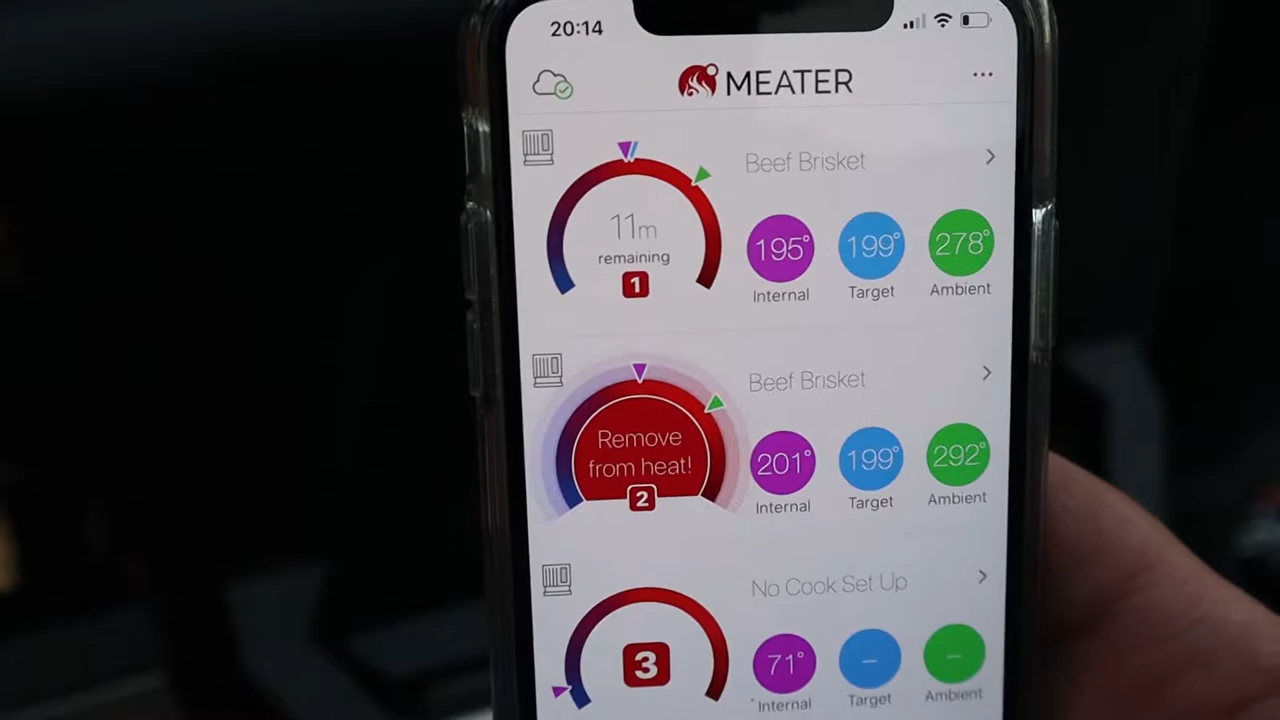 20:14
MEATER
Beef Brisket
11m
remaining
1
195°
199°
278°
Internal
Target
Ambient
Beef Brisket
Remove
from heat!
2
201°
199°
292°
Internal
Target
Ambient
No Cook Set Up
3
71°
–
–
Internal
Target
Ambient